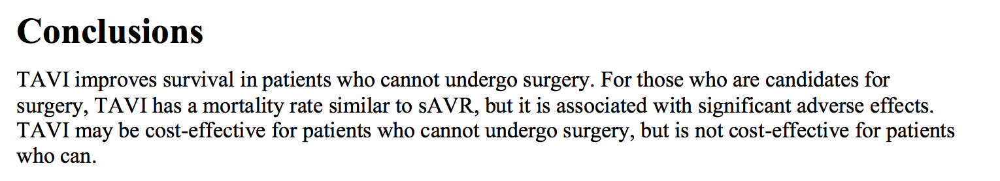 Conclusions
TAVI improves survival in patients who cannot undergo surgery. For those who are candidates for
surgery, TAVI has a mortality rate similar to sAVR, but it is associated with significant adverse effects.
TAVI may be cost-effective for patients who cannot undergo surgery, but is not cost-effective for patients
who can.